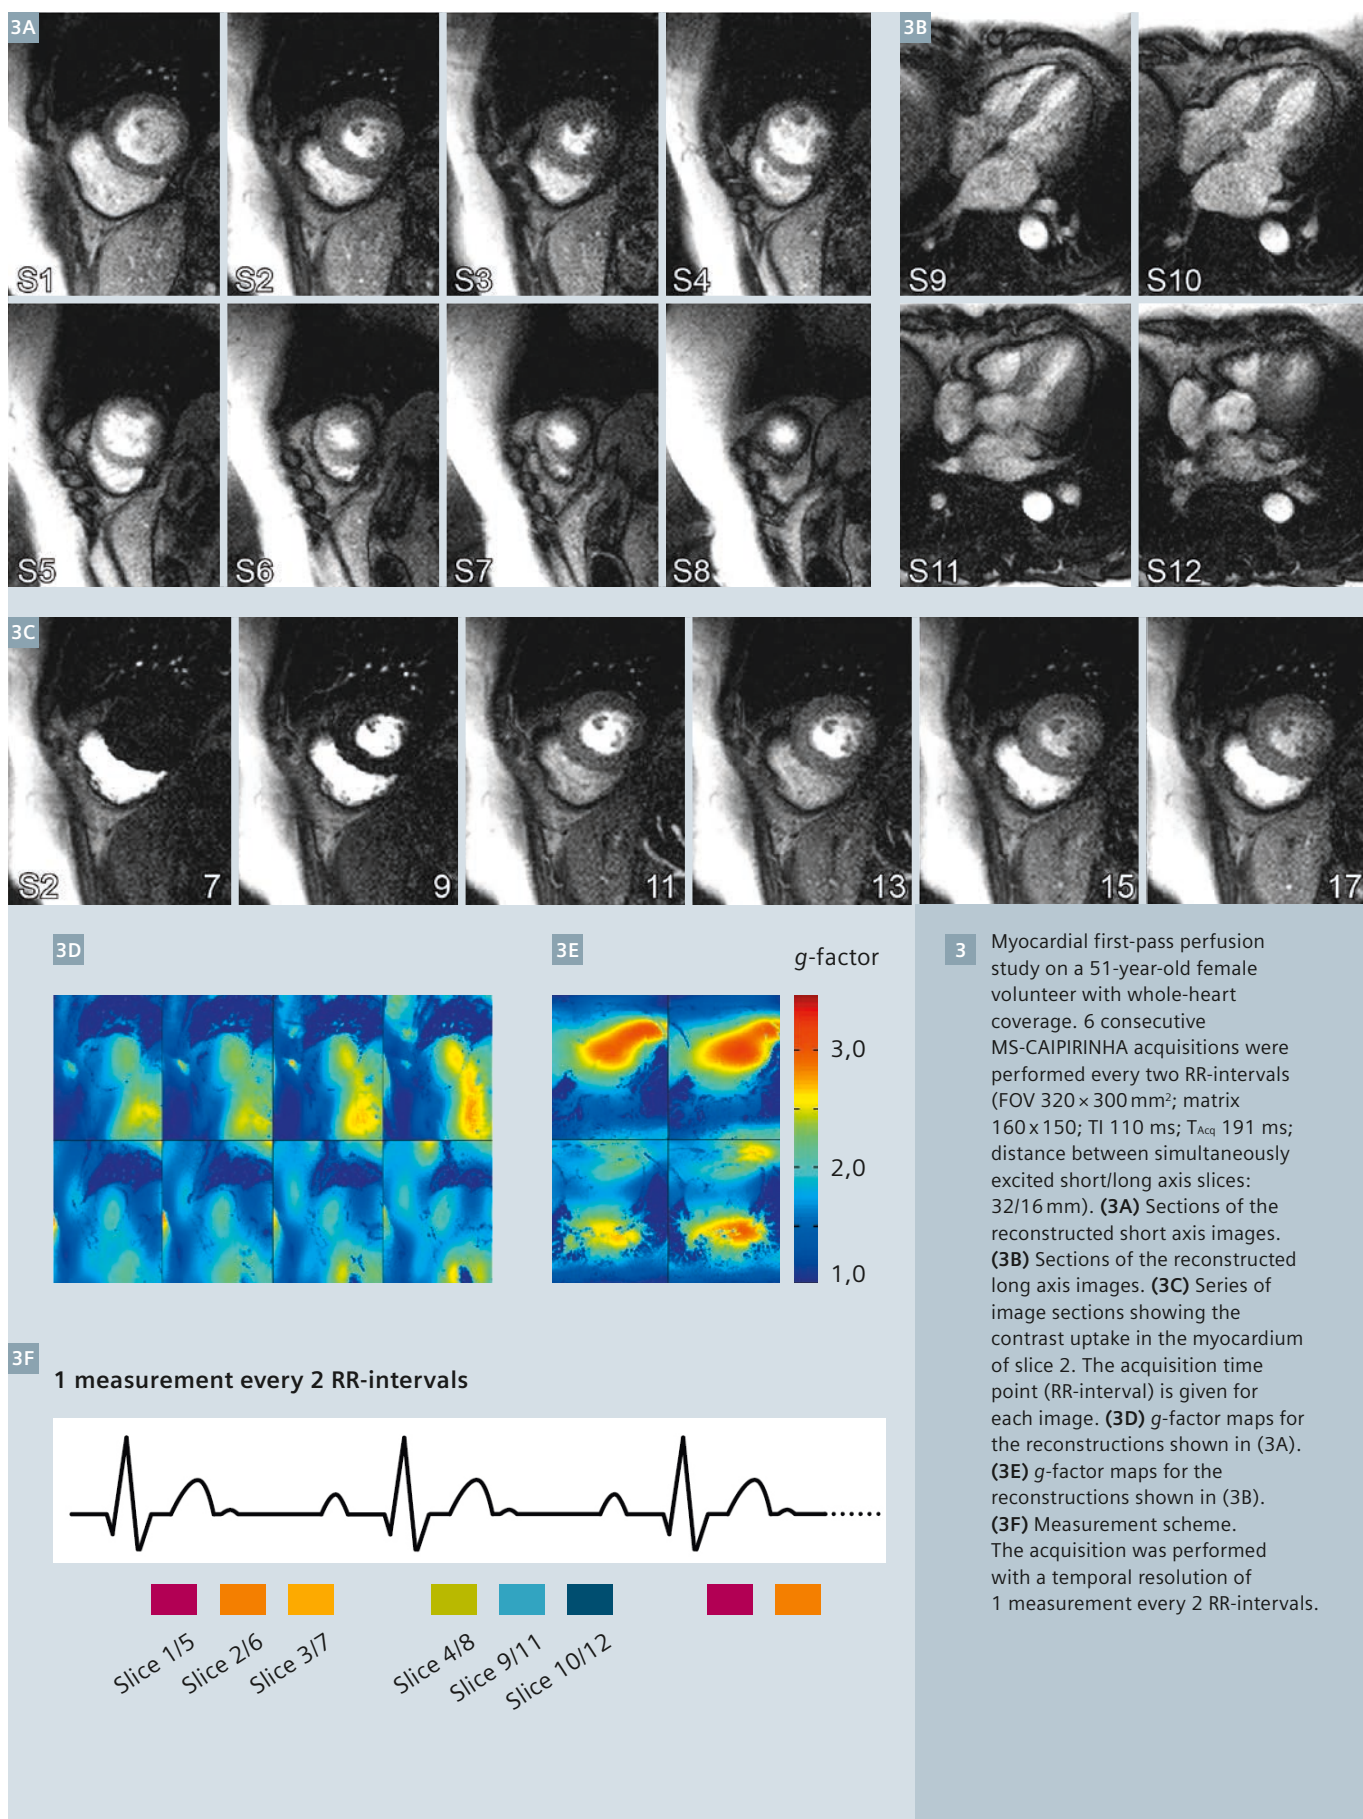 3A
3B
S1
S2
S3
S4
S9
S10
S5
S6
S7
S8
S11
S12
3C
S2
7
9
11
13
15
17
3D
3E
g-factor
3,0
2,0
1,0
3
Myocardial first-pass perfusion
study on a 51-year-old female
volunteer with whole-heart
coverage. 6 consecutive
MS-CAIPIRINHA acquisitions were
performed every two RR-intervals
(FOV 320 × 300 mm²; matrix
160 x 150; TI 110 ms; TAcq 191 ms;
distance between simultaneously
excited short/long axis slices:
32/16 mm). (3A) Sections of the
reconstructed short axis images.
(3B) Sections of the reconstructed
long axis images. (3C) Series of
image sections showing the
contrast uptake in the myocardium
of slice 2. The acquisition time
point (RR-interval) is given for
each image. (3D) g-factor maps for
the reconstructions shown in (3A).
(3E) g-factor maps for the
reconstructions shown in (3B).
(3F) Measurement scheme.
The acquisition was performed
with a temporal resolution of
1 measurement every 2 RR-intervals.
3F
1 measurement every 2 RR-intervals
Slice 1/5
Slice 2/6
Slice 3/7
Slice 4/8
Slice 9/11
Slice 10/12